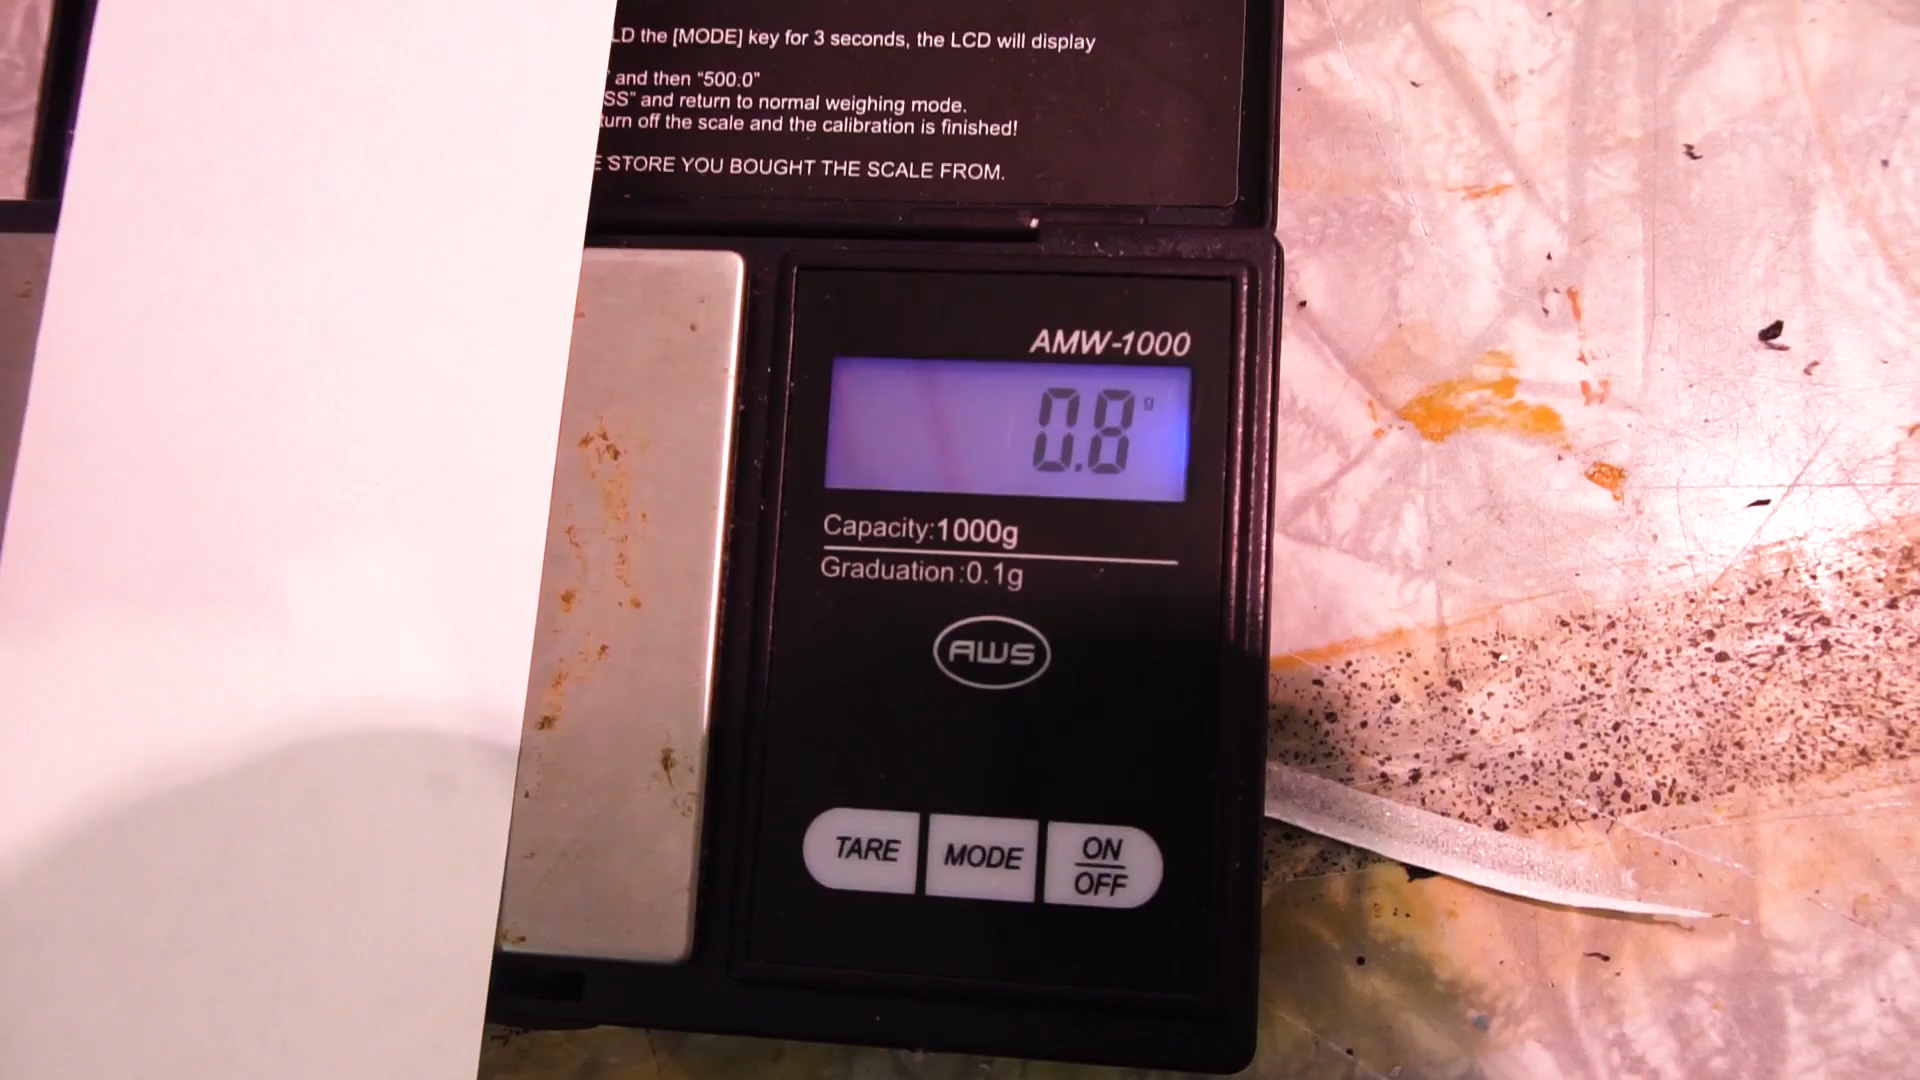 the [MODE] key for 3 seconds, the LCD will display
and then “500.0”
SS” and return to normal weighing mode.
off the scale and the calibration is finished!
STORE YOU BOUGHT THE SCALE FROM.
AMW-1000
0.8 g
Capacity:1000g
Graduation:0.1g
AWS
TARE
MODE
ON
OFF